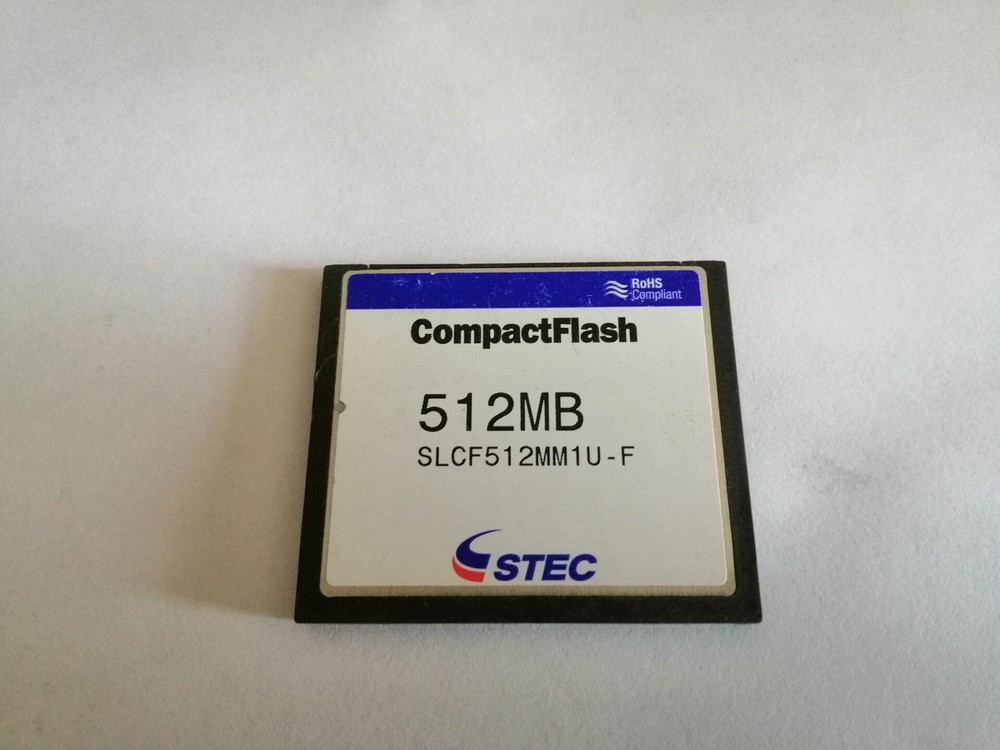 RoHS
Compliant
CompactFlash
512MB
SLCF512MM1U-F
STEC